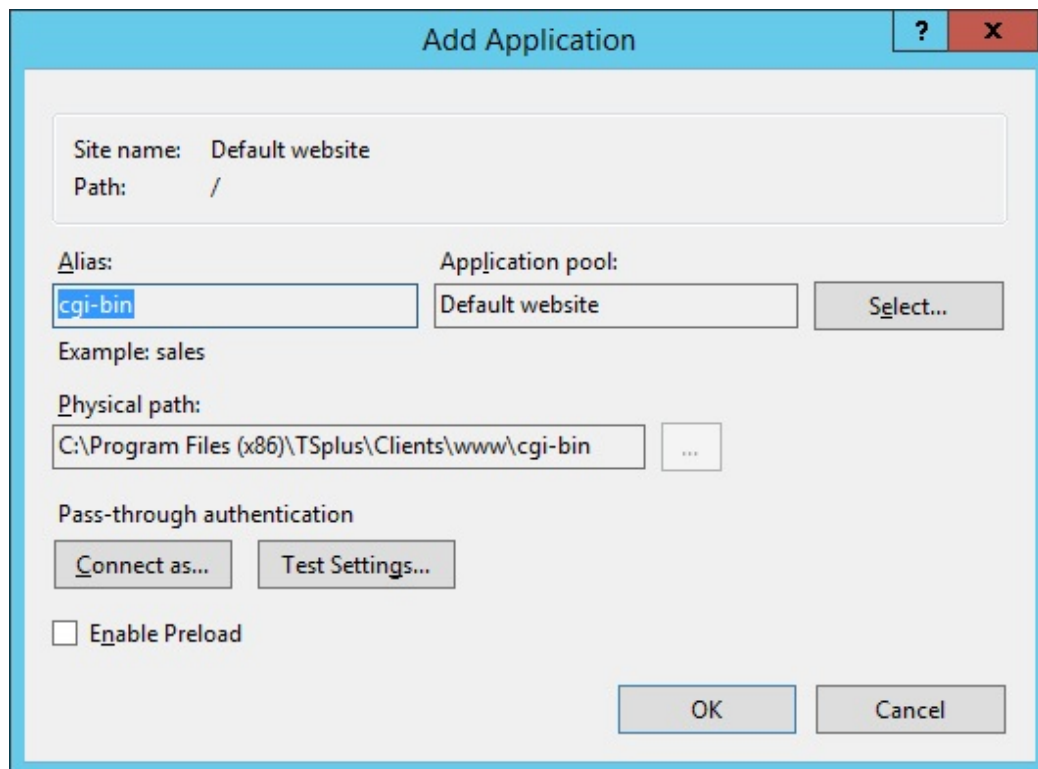 Add Application
?
x
Site name: Default website
Path: /
Alias:
Application pool:
cgi-bin
Default website
Select...
Example: sales
Physical path:
C:\Program Files (x86)\TSplus\Clients\www\cgi-bin
...
Pass-through authentication
Connect as...
Test Settings...
Enable Preload
OK
Cancel